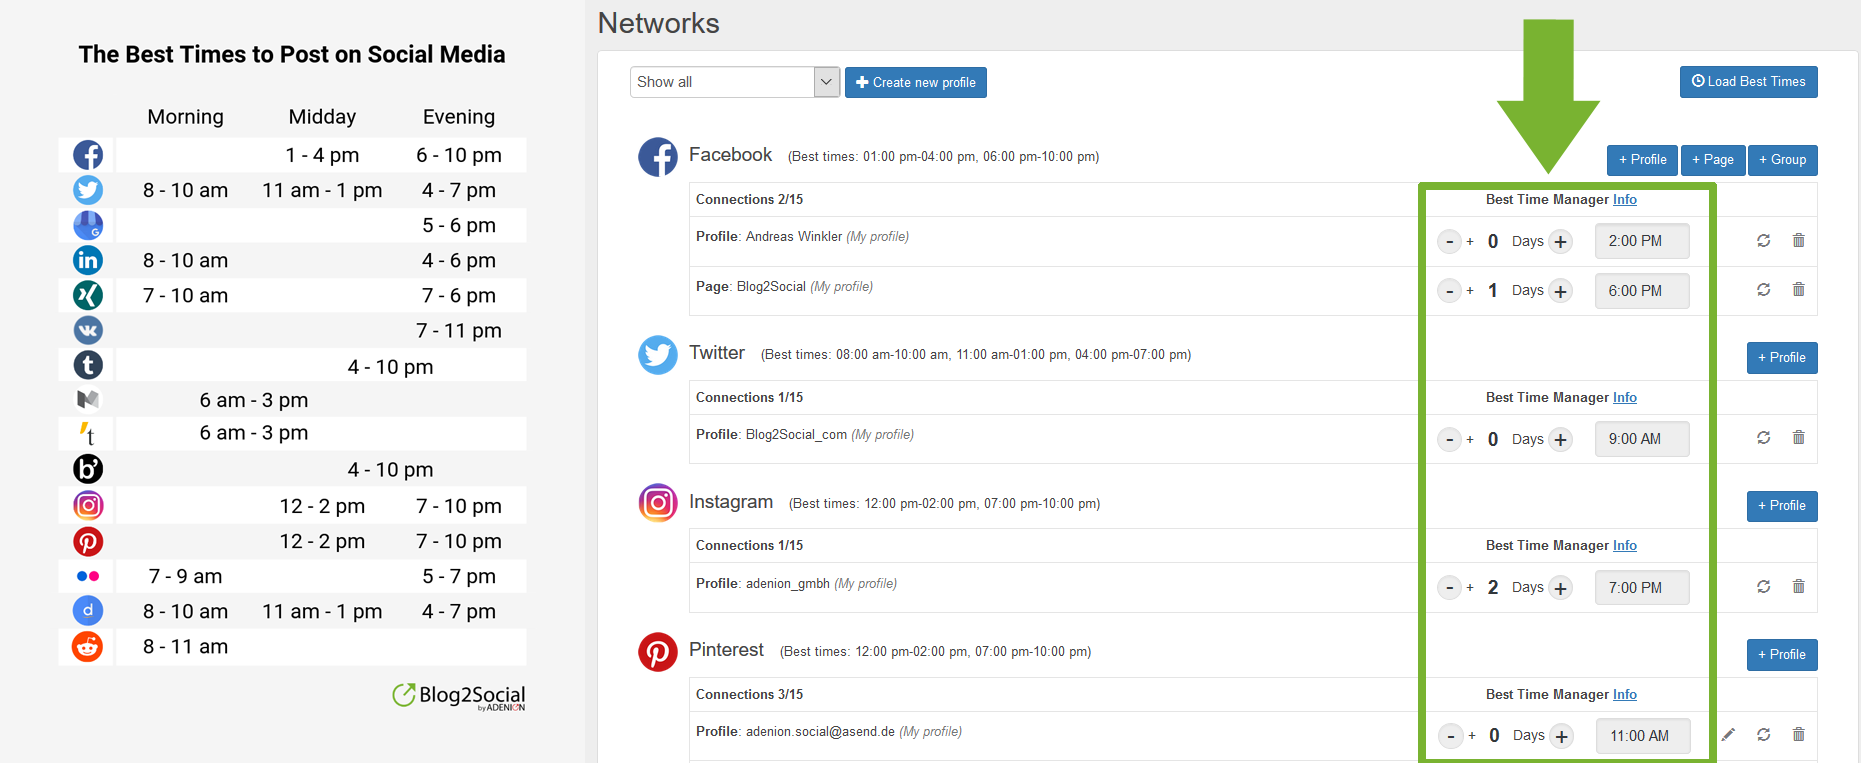 The Best Times to Post on Social Media
Morning Midday Evening
1 - 4 pm 6 - 10 pm
8 - 10 am 11 am - 1 pm 4 - 7 pm
5 - 6 pm
8 - 10 am 4 - 6 pm
7 - 10 am 7 - 6 pm
7 - 11 pm
4 - 10 pm
6 am - 3 pm
6 am - 3 pm
4 - 10 pm
12 - 2 pm 7 - 10 pm
12 - 2 pm 7 - 10 pm
7 - 9 am 5 - 7 pm
8 - 10 am 11 am - 1 pm 4 - 7 pm
8 - 11 am
Blog2Social
by ADENION
Networks
Show all + Create new profile Load Best Times
Facebook (Best times: 01:00 pm-04:00 pm, 06:00 pm-10:00 pm) + Profile + Page + Group
Connections 2/15 Best Time Manager Info
Profile: Andreas Winkler (My profile) - + 0 Days + 2:00 PM
Page: Blog2Social (My profile) - + 1 Days + 6:00 PM
Twitter (Best times: 08:00 am-10:00 am, 11:00 am-01:00 pm, 04:00 pm-07:00 pm) + Profile
Connections 1/15 Best Time Manager Info
Profile: Blog2Social_com (My profile) - + 0 Days + 9:00 AM
Instagram (Best times: 12:00 pm-02:00 pm, 07:00 pm-10:00 pm) + Profile
Connections 1/15 Best Time Manager Info
Profile: adenion_gmbh (My profile) - + 2 Days + 7:00 PM
Pinterest (Best times: 12:00 pm-02:00 pm, 07:00 pm-10:00 pm) + Profile
Connections 3/15 Best Time Manager Info
Profile: adenion.social@asend.de (My profile) - + 0 Days + 11:00 AM